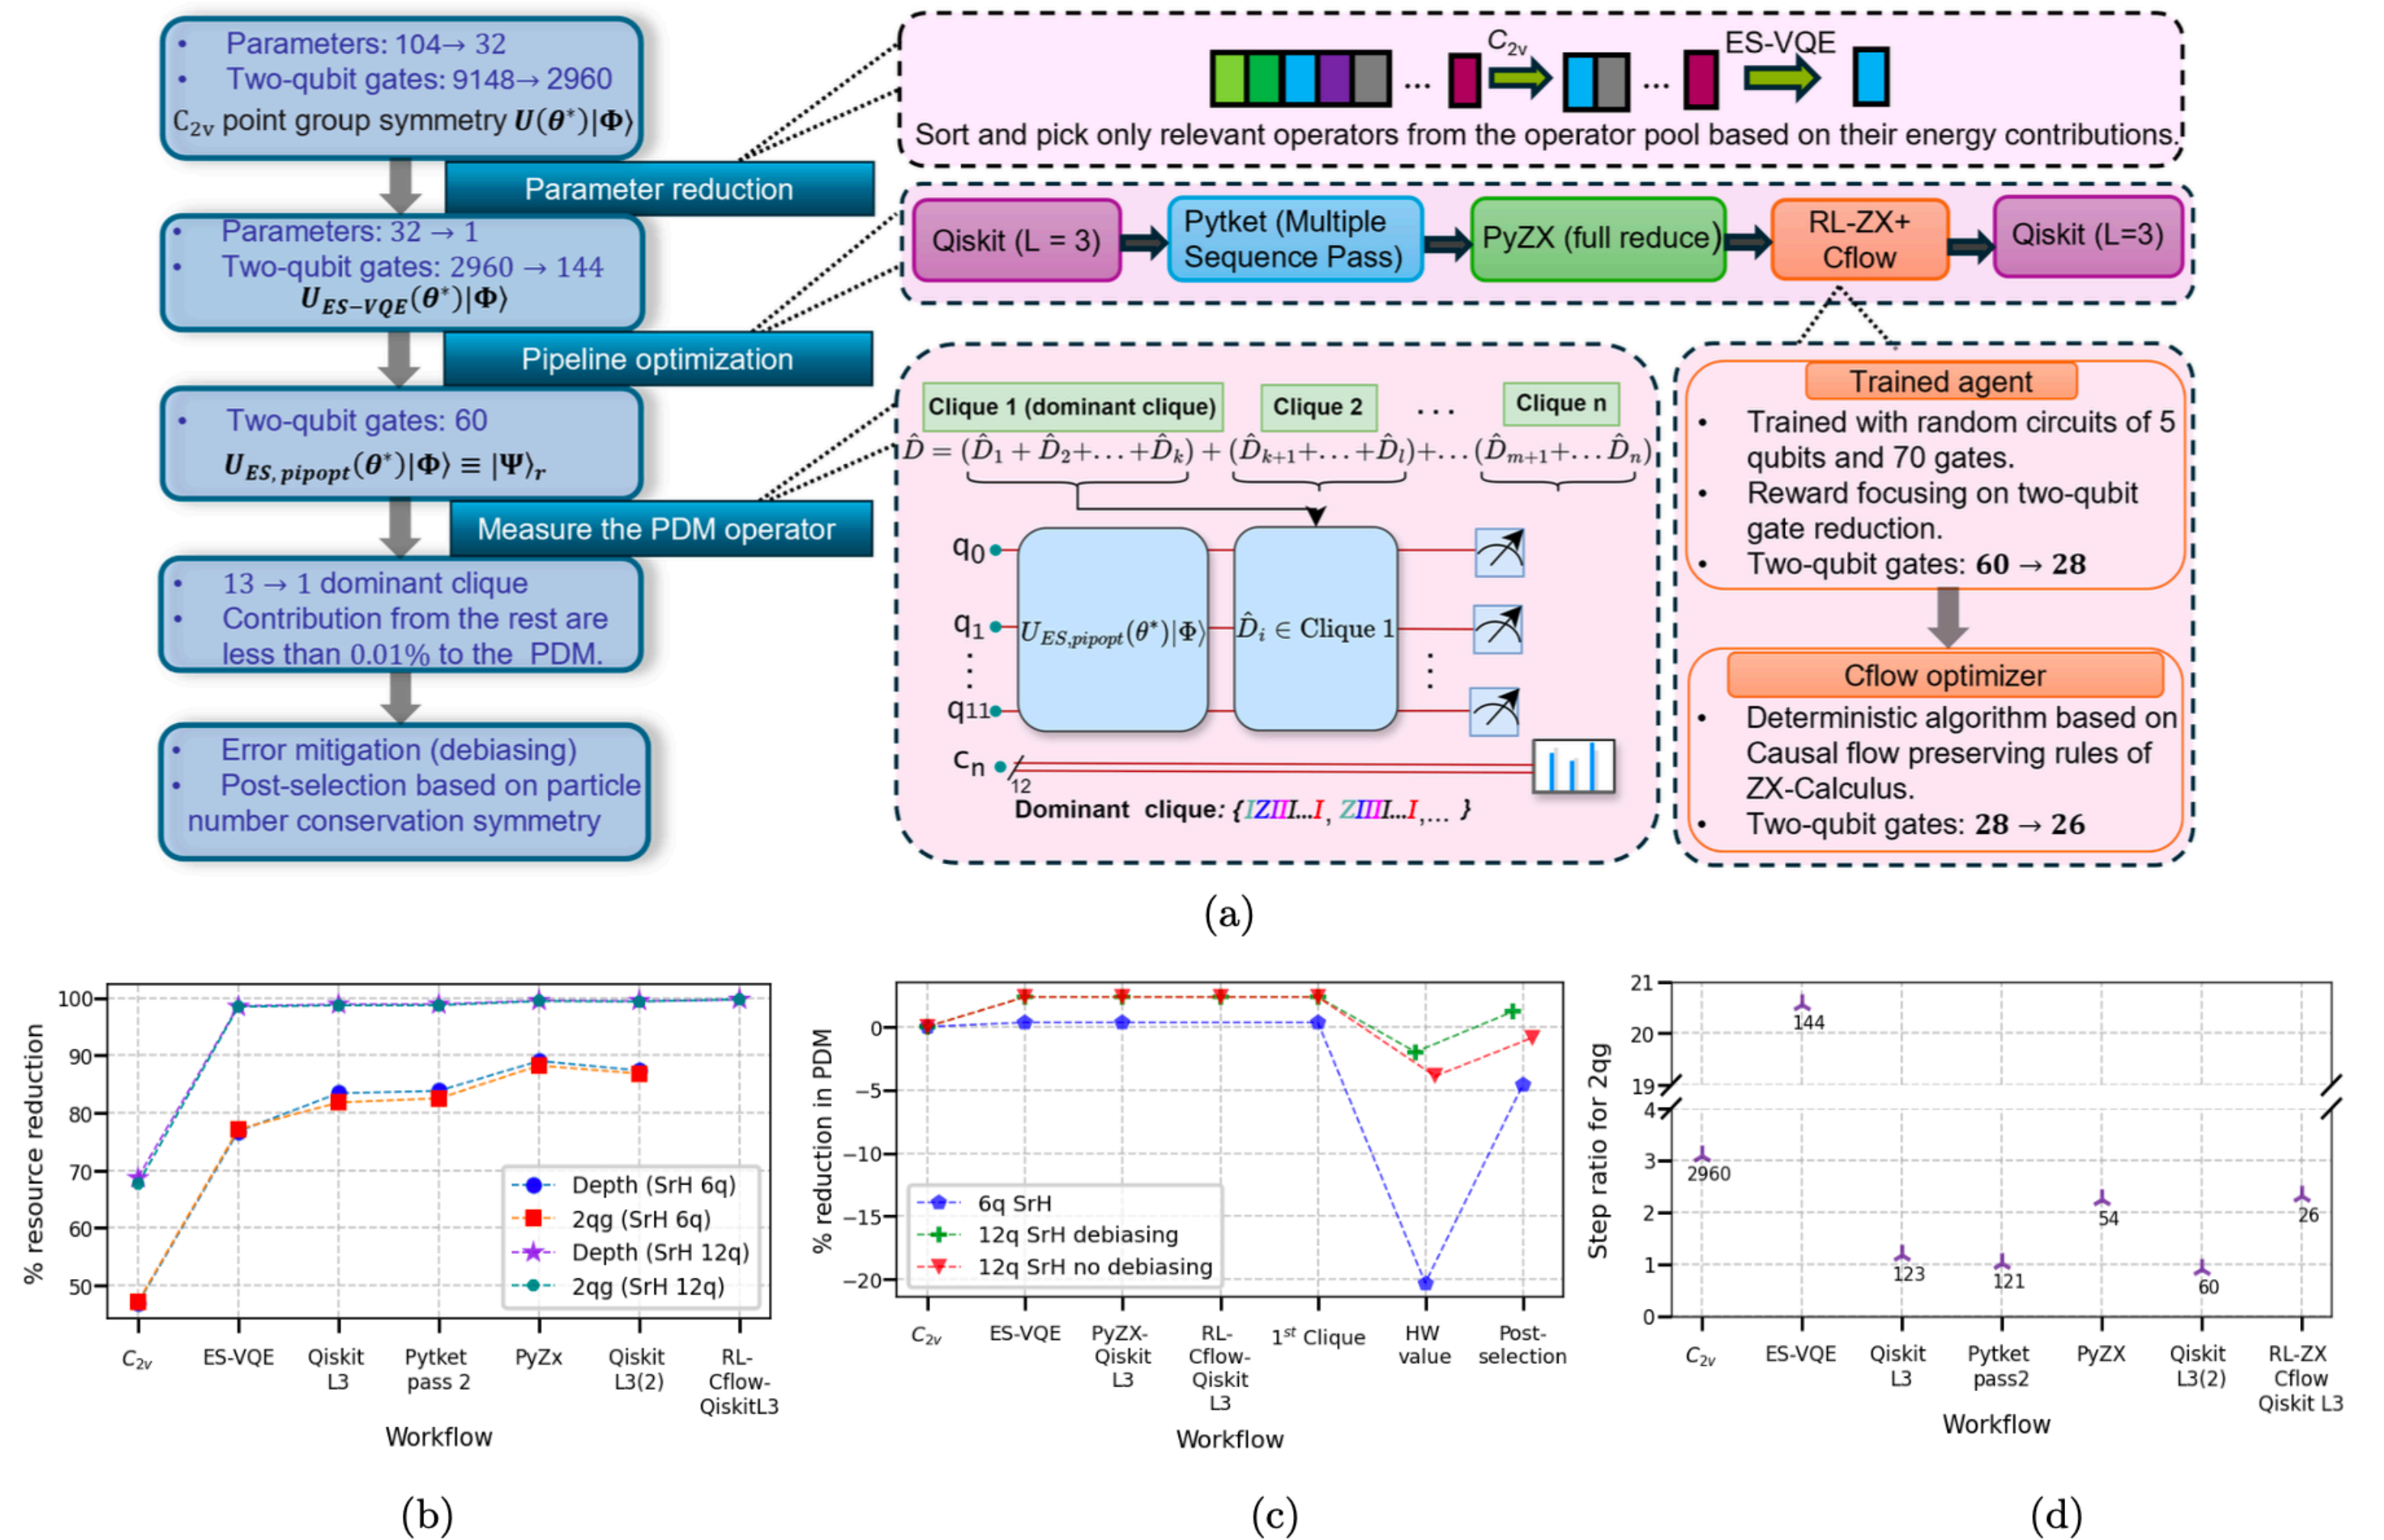 • Parameters: 104→ 32
• Two-qubit gates: 9148→ 2960
C₂ᵥ point group symmetry U(θ*)|Φ⟩
Parameter reduction
• Parameters: 32 → 1
• Two-qubit gates: 2960 → 144
U_ES−VQE(θ*)|Φ⟩
Pipeline optimization
• Two-qubit gates: 60
U_ES,pipopt(θ*)|Φ⟩ ≡ |Ψ⟩ᵣ
Measure the PDM operator
• 13 → 1 dominant clique
• Contribution from the rest are
less than 0.01% to the PDM.
• Error mitigation (debiasing)
• Post-selection based on particle
number conservation symmetry
... C₂ᵥ ... ES-VQE
Sort and pick only relevant operators from the operator pool based on their energy contributions.
Qiskit (L = 3)
Pytket (Multiple
Sequence Pass)
PyZX (full reduce)
RL-ZX+
Cflow
Qiskit (L=3)
Clique 1 (dominant clique) Clique 2 ... Clique n
D̂ = (D̂₁ + D̂₂+...+D̂ₖ) + (D̂ₖ₊₁+...+D̂ₗ)+...(D̂ₘ₊₁+...D̂ₙ)
q₀
q₁
⋮
q₁₁
cₙ
12
U_ES,pipopt(θ*)|Φ⟩
D̂ᵢ ∈ Clique 1
⋮
Dominant clique: {IZIII...I, ZIIII...I,... }
Trained agent
• Trained with random circuits of 5
qubits and 70 gates.
• Reward focusing on two-qubit
gate reduction.
• Two-qubit gates: 60 → 28
Cflow optimizer
• Deterministic algorithm based on
Causal flow preserving rules of
ZX-Calculus.
• Two-qubit gates: 28 → 26
(a)
% resource reduction
100
90
80
70
60
50
Depth (SrH 6q)
2qg (SrH 6q)
Depth (SrH 12q)
2qg (SrH 12q)
C₂ᵥ
ES-VQE
Qiskit
L3
Pytket
pass 2
PyZx
Qiskit
L3(2)
RL-
Cflow-
QiskitL3
Workflow
(b)
% reduction in PDM
0
−5
−10
−15
−20
6q SrH
12q SrH debiasing
12q SrH no debiasing
C₂ᵥ
ES-VQE
PyZX-
Qiskit
L3
RL-
Cflow-
Qiskit
L3
1ˢᵗ Clique
HW
value
Post-
selection
Workflow
(c)
Step ratio for 2qg
21
20
19
4
3
2
1
0
2960
144
123
121
54
60
26
C₂ᵥ
ES-VQE
Qiskit
L3
Pytket
pass2
PyZX
Qiskit
L3(2)
RL-ZX
Cflow
Qiskit L3
Workflow
(d)